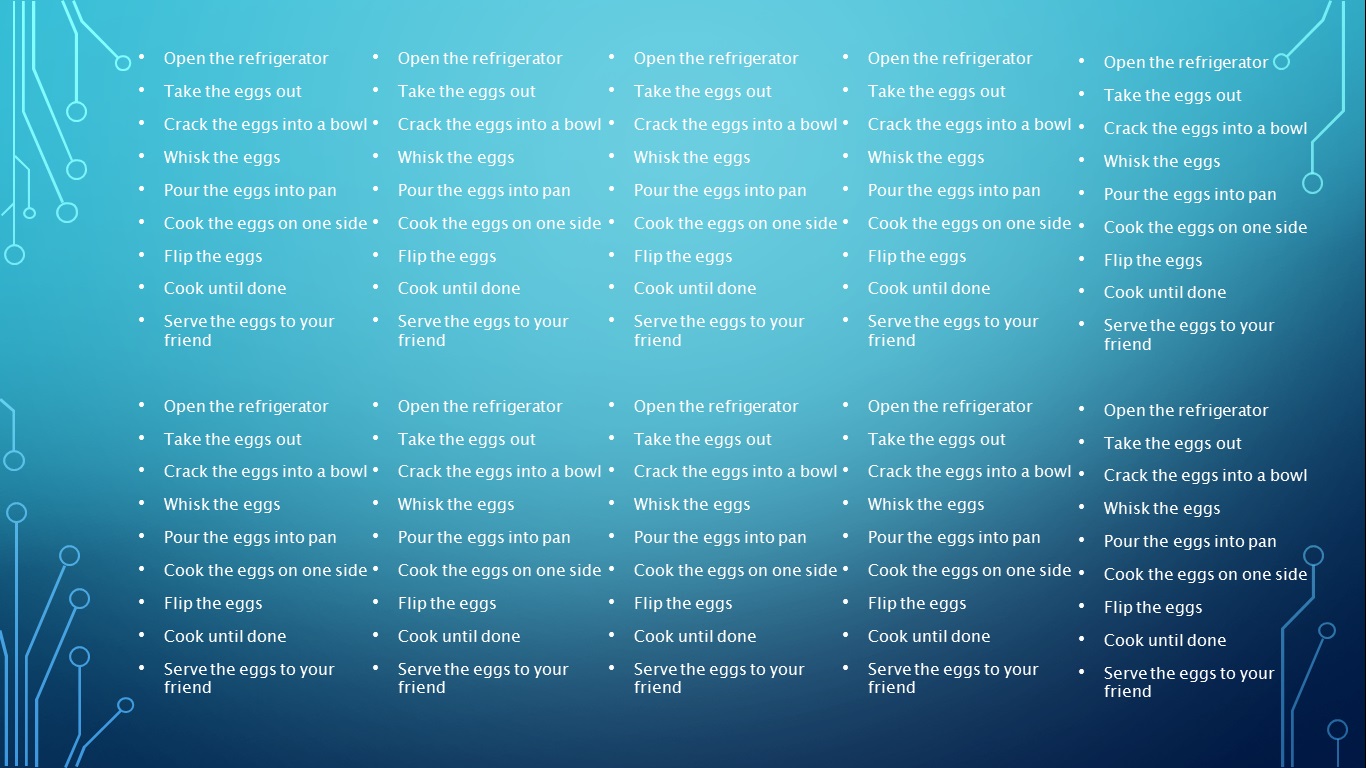 • Open the refrigerator
• Take the eggs out
• Crack the eggs into a bowl
• Whisk the eggs
• Pour the eggs into pan
• Cook the eggs on one side
• Flip the eggs
• Cook until done
• Serve the eggs to your
friend
• Open the refrigerator
• Take the eggs out
• Crack the eggs into a bowl
• Whisk the eggs
• Pour the eggs into pan
• Cook the eggs on one side
• Flip the eggs
• Cook until done
• Serve the eggs to your
friend
• Open the refrigerator
• Take the eggs out
• Crack the eggs into a bowl
• Whisk the eggs
• Pour the eggs into pan
• Cook the eggs on one side
• Flip the eggs
• Cook until done
• Serve the eggs to your
friend
• Open the refrigerator
• Take the eggs out
• Crack the eggs into a bowl
• Whisk the eggs
• Pour the eggs into pan
• Cook the eggs on one side
• Flip the eggs
• Cook until done
• Serve the eggs to your
friend
• Open the refrigerator
• Take the eggs out
• Crack the eggs into a bowl
• Whisk the eggs
• Pour the eggs into pan
• Cook the eggs on one side
• Flip the eggs
• Cook until done
• Serve the eggs to your
friend
• Open the refrigerator
• Take the eggs out
• Crack the eggs into a bowl
• Whisk the eggs
• Pour the eggs into pan
• Cook the eggs on one side
• Flip the eggs
• Cook until done
• Serve the eggs to your
friend
• Open the refrigerator
• Take the eggs out
• Crack the eggs into a bowl
• Whisk the eggs
• Pour the eggs into pan
• Cook the eggs on one side
• Flip the eggs
• Cook until done
• Serve the eggs to your
friend
• Open the refrigerator
• Take the eggs out
• Crack the eggs into a bowl
• Whisk the eggs
• Pour the eggs into pan
• Cook the eggs on one side
• Flip the eggs
• Cook until done
• Serve the eggs to your
friend
• Open the refrigerator
• Take the eggs out
• Crack the eggs into a bowl
• Whisk the eggs
• Pour the eggs into pan
• Cook the eggs on one side
• Flip the eggs
• Cook until done
• Serve the eggs to your
friend
• Open the refrigerator
• Take the eggs out
• Crack the eggs into a bowl
• Whisk the eggs
• Pour the eggs into pan
• Cook the eggs on one side
• Flip the eggs
• Cook until done
• Serve the eggs to your
friend